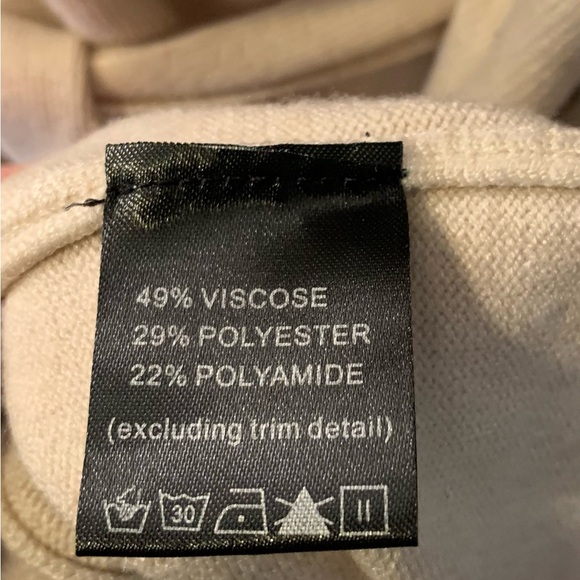 49% VISCOSE
29% POLYESTER
22% POLYAMIDE
(excluding trim detail)
30